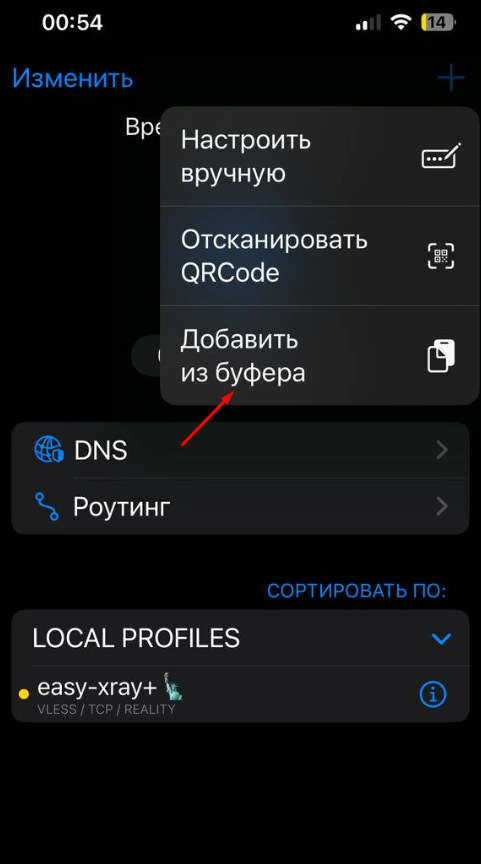 00:54
14
Изменить
Вре
Настроить
вручную
Отсканировать
QRCode
Добавить
из буфера
DNS
Роутинг
СОРТИРОВАТЬ ПО:
LOCAL PROFILES
easy-xray+🗽
VLESS / TCP / REALITY